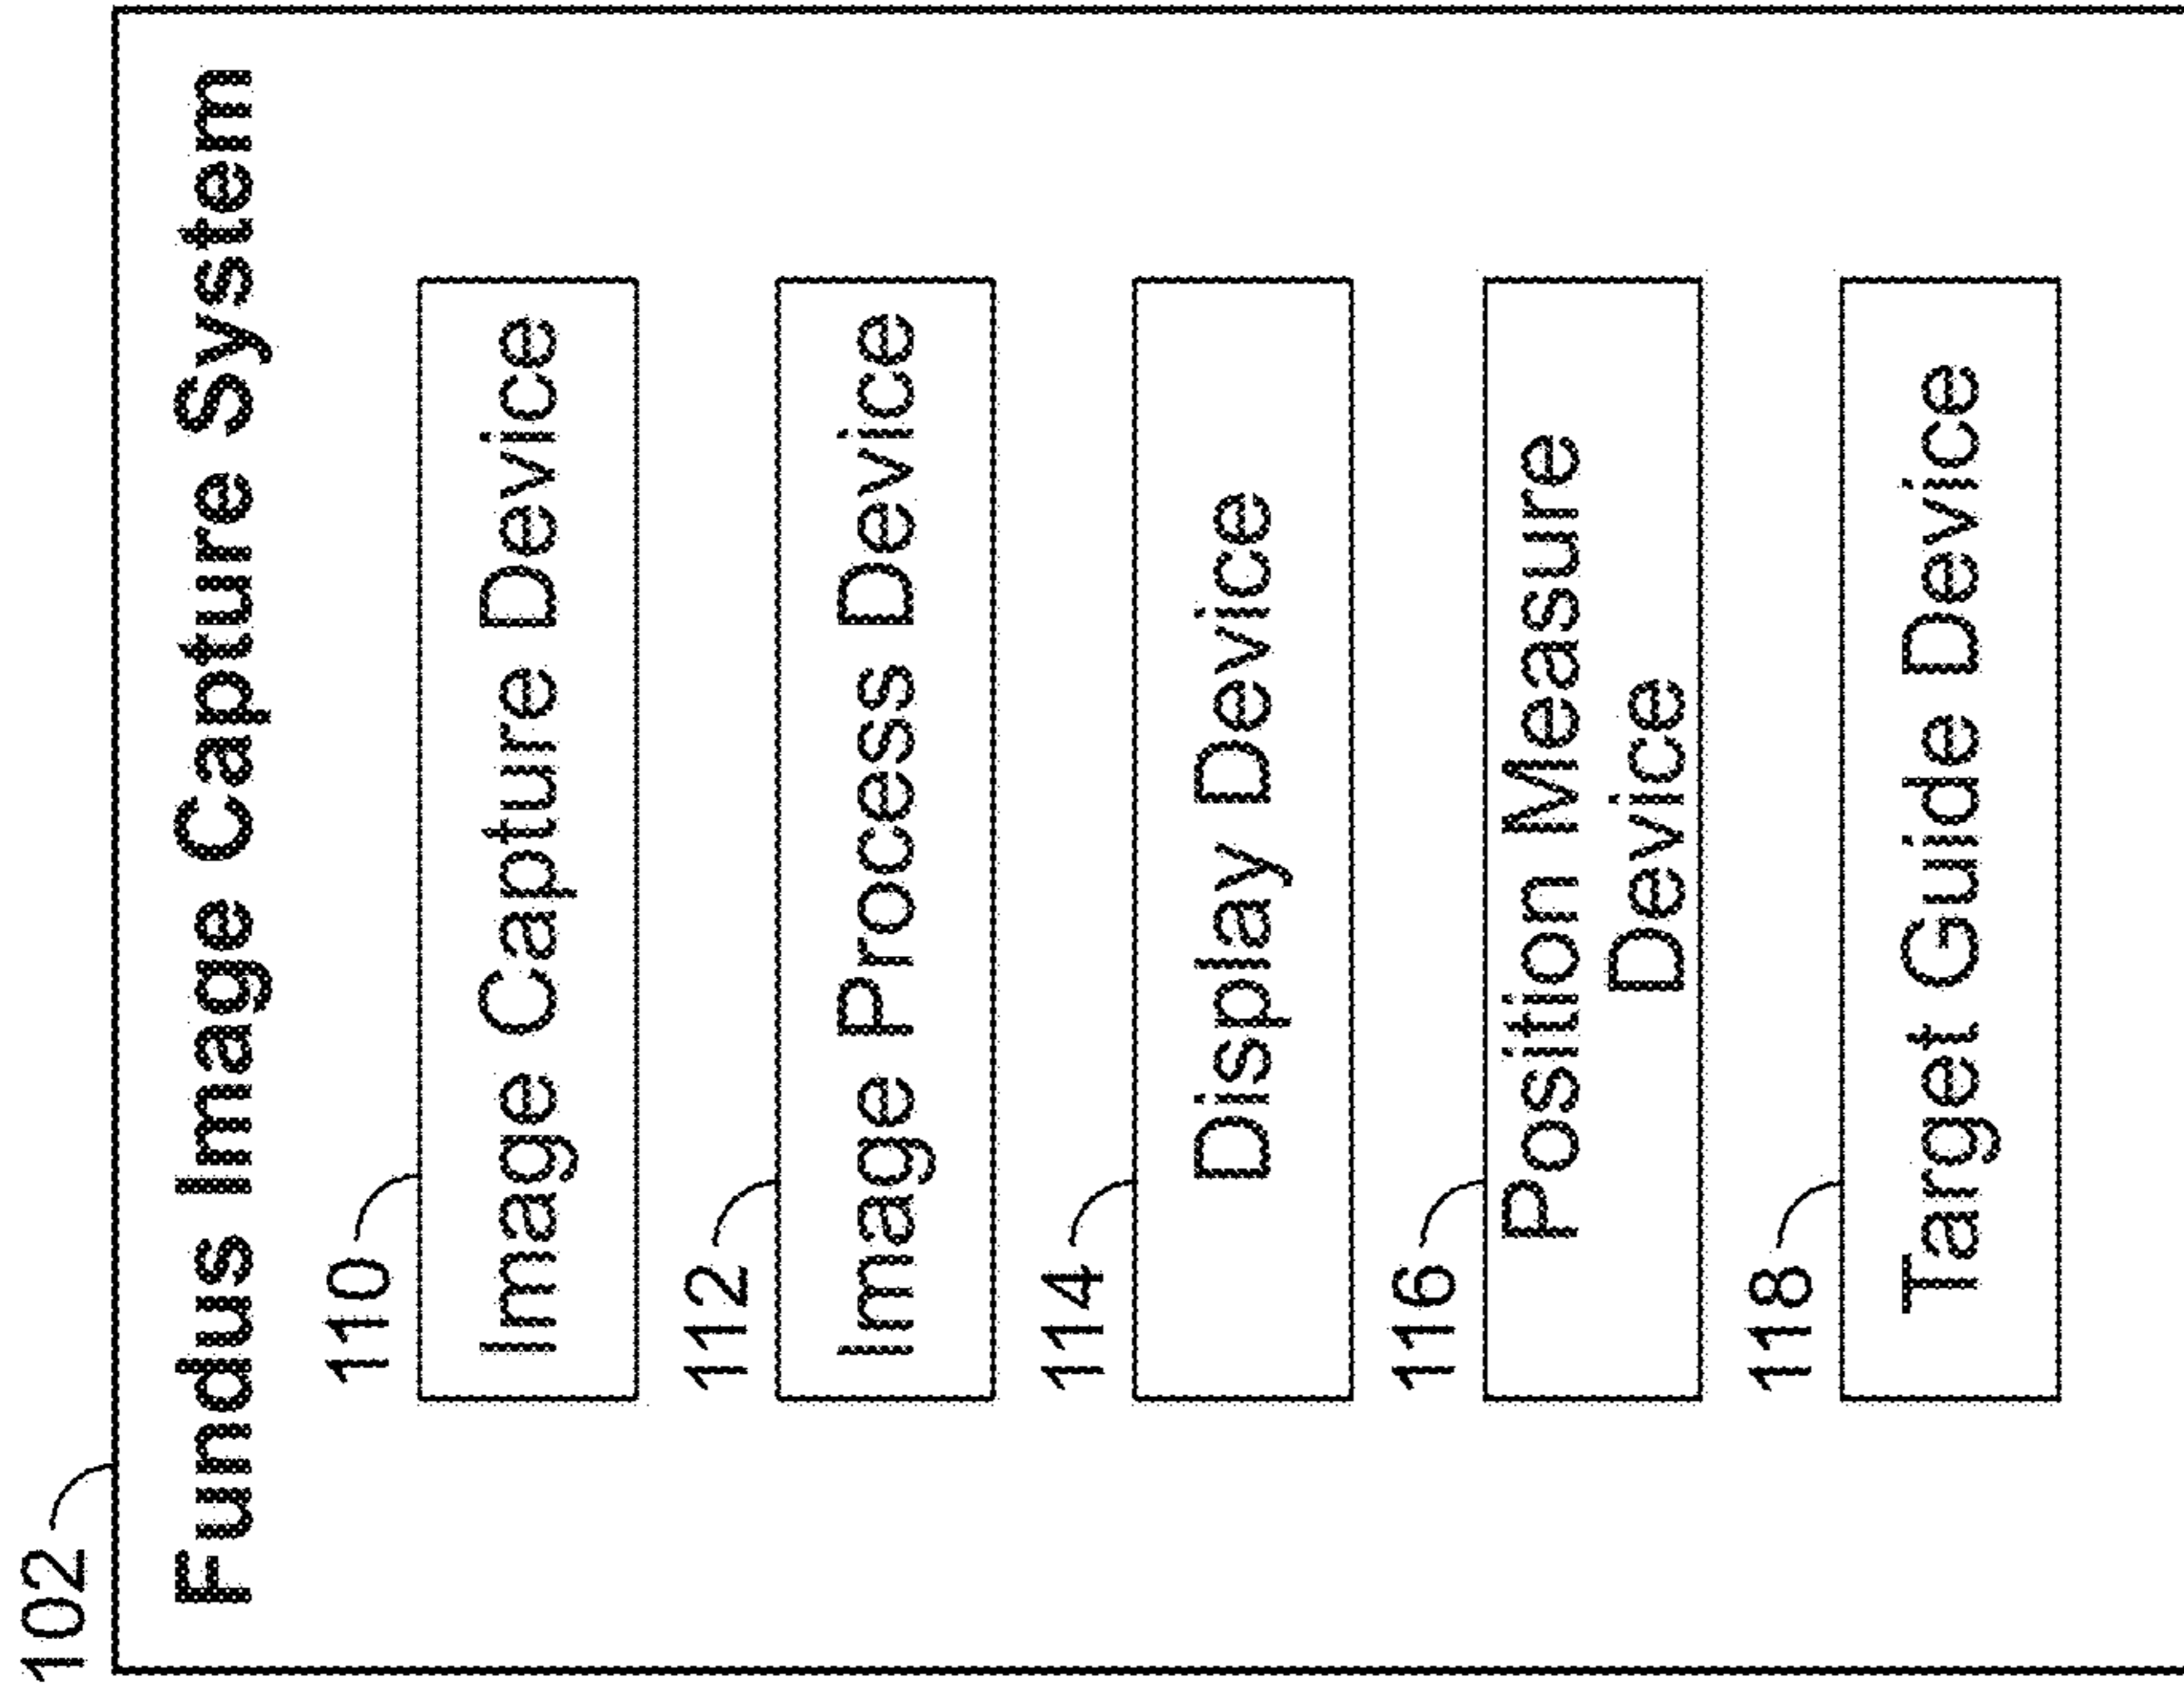 102
Fundus Image Capture System
110
Image Capture Device
112
Image Process Device
114
Display Device
116
Position Measure
Device
118
Target Guide Device